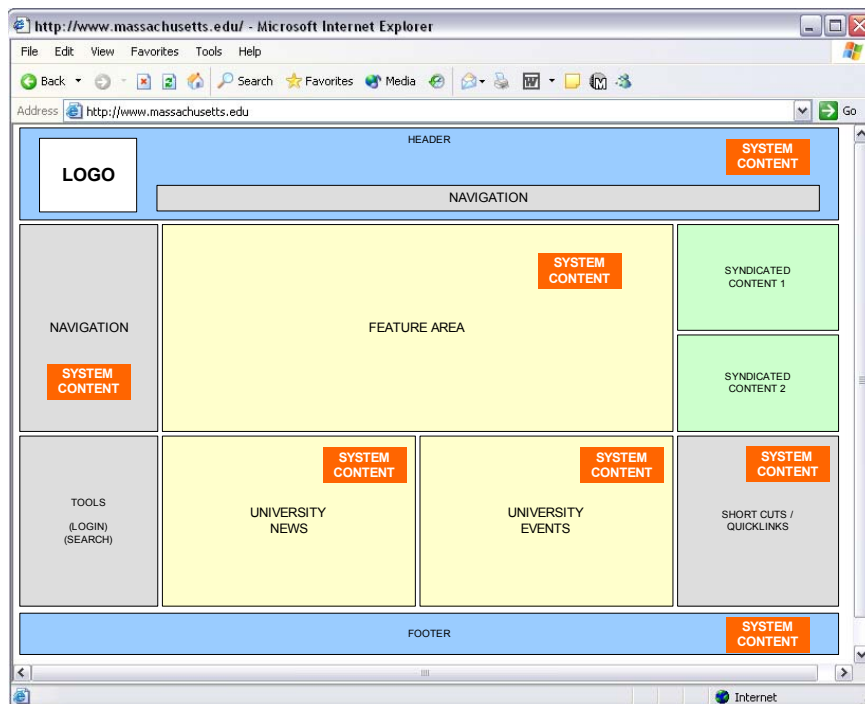 http://www.massachusetts.edu/ - Microsoft Internet Explorer
File Edit View Favorites Tools Help
Back Search Favorites Media
Address http://www.massachusetts.edu Go
HEADER
LOGO
SYSTEM
CONTENT
NAVIGATION
NAVIGATION
SYSTEM
CONTENT
FEATURE AREA
SYSTEM
CONTENT
SYNDICATED
CONTENT 1
SYNDICATED
CONTENT 2
TOOLS
(LOGIN)
(SEARCH)
SYSTEM
CONTENT
UNIVERSITY
NEWS
SYSTEM
CONTENT
UNIVERSITY
EVENTS
SYSTEM
CONTENT
SHORT CUTS /
QUICKLINKS
FOOTER
SYSTEM
CONTENT
Internet